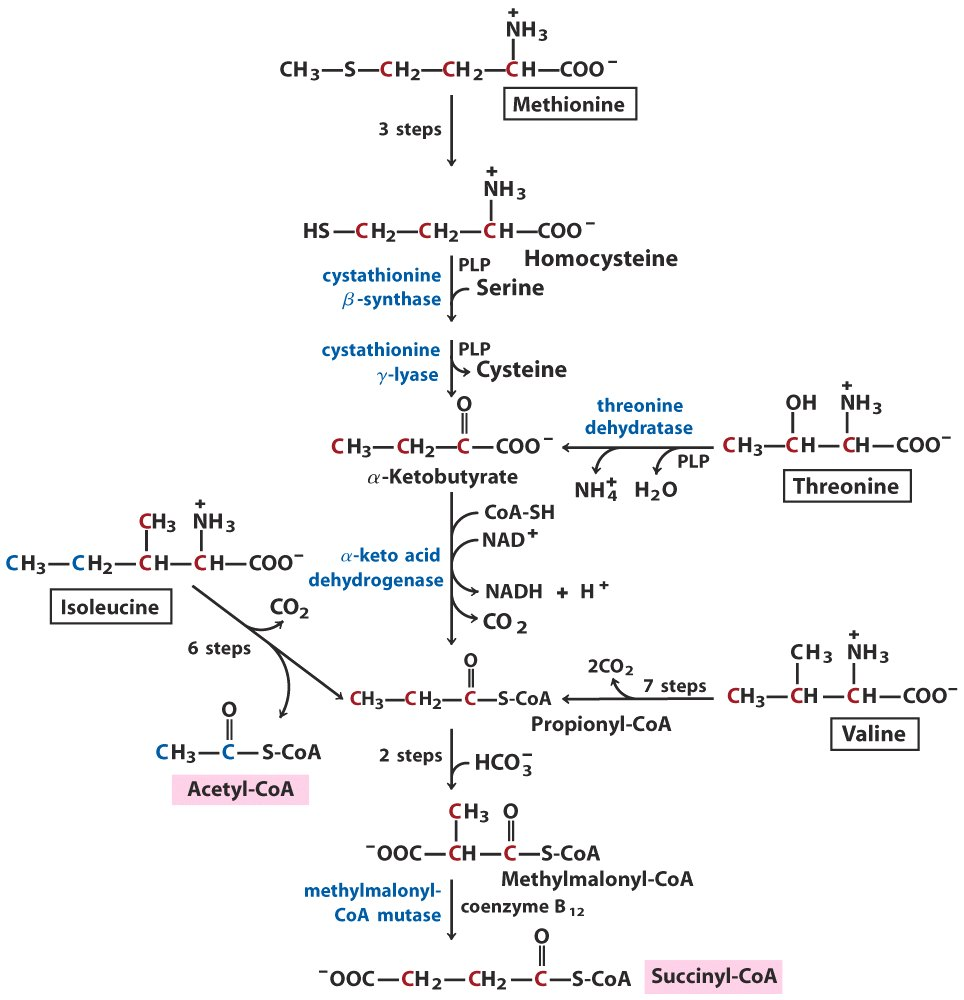 +
NH3
CH3—S—CH2—CH2—CH—COO−
Methionine
3 steps
+
NH3
HS—CH2—CH2—CH—COO−
Homocysteine
cystathionine
β-synthase
PLP
Serine
cystathionine
γ-lyase
PLP
Cysteine
O
CH3—CH2—C—COO−
α-Ketobutyrate
threonine
dehydratase
PLP
NH4+ H2O
OH
+
NH3
CH3—CH—CH—COO−
Threonine
α-keto acid
dehydrogenase
CoA-SH
NAD+
NADH + H+
CO2
+
CH3 NH3
CH3—CH2—CH—CH—COO−
Isoleucine
6 steps
CO2
O
CH3—C—S-CoA
Acetyl-CoA
O
CH3—CH2—C—S-CoA
Propionyl-CoA
2CO2
7 steps
+
CH3 NH3
CH3—CH—CH—COO−
Valine
2 steps
HCO3−
CH3 O
−OOC—CH—C—S-CoA
Methylmalonyl-CoA
methylmalonyl-
CoA mutase
coenzyme B12
O
−OOC—CH2—CH2—C—S-CoA
Succinyl-CoA